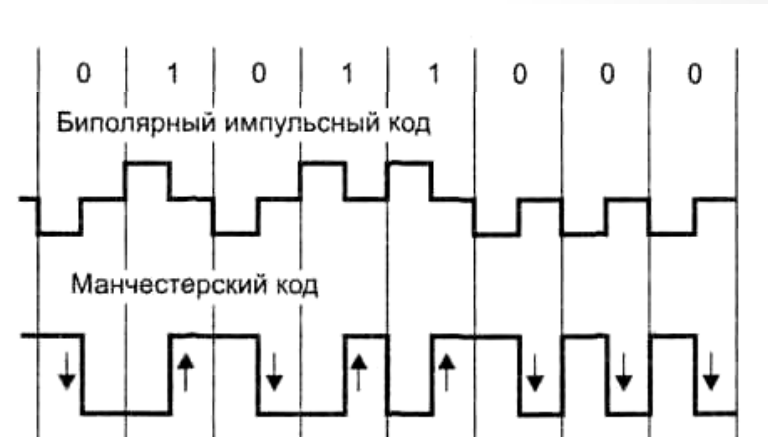 0 1 0 1 1 0 0 0
Биполярный импульсный код
Манчестерский код